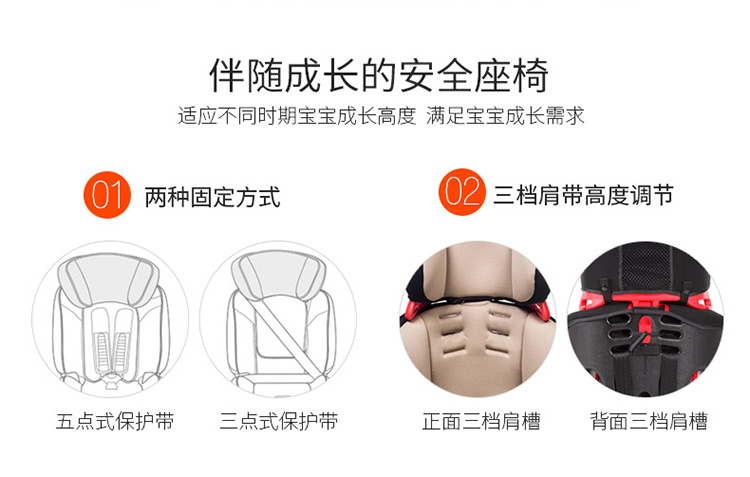 伴随成长的安全座椅
适应不同时期宝宝成长高度 满足宝宝成长需求
01 两种固定方式
02 三档肩带高度调节
五点式保护带
三点式保护带
正面三档肩槽
背面三档肩槽